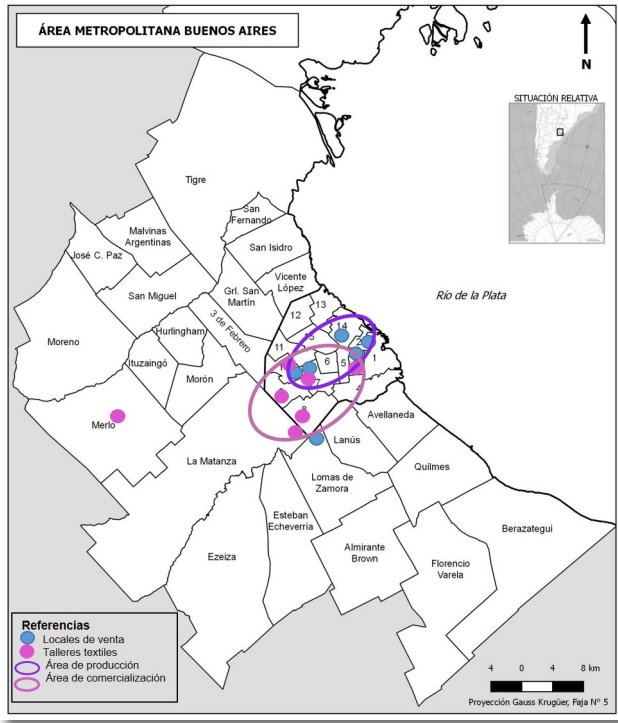 ÁREA METROPOLITANA BUENOS AIRES
N
SITUACIÓN RELATIVA
Tigre
San
Fernando
Malvinas
Argentinas
San Isidro
José C. Paz
Vicente
López
Grl. San
Martín
San Miguel
Río de la Plata
13
12
3 de Febrero
14
Hurlingham
Moreno
2
11
1
Ituzaingó
6
5
Morón
Merlo
Avellaneda
Lanús
La Matanza
Quilmes
Lomas de
Zamora
Esteban
Echeverría
Berazategui
Ezeiza
Almirante
Brown
Florencio
Varela
Referencias
Locales de venta
Talleres textiles
Área de producción
Área de comercialización
4 0 4 8 km
Proyección Gauss Krugüer, Faja Nº 5